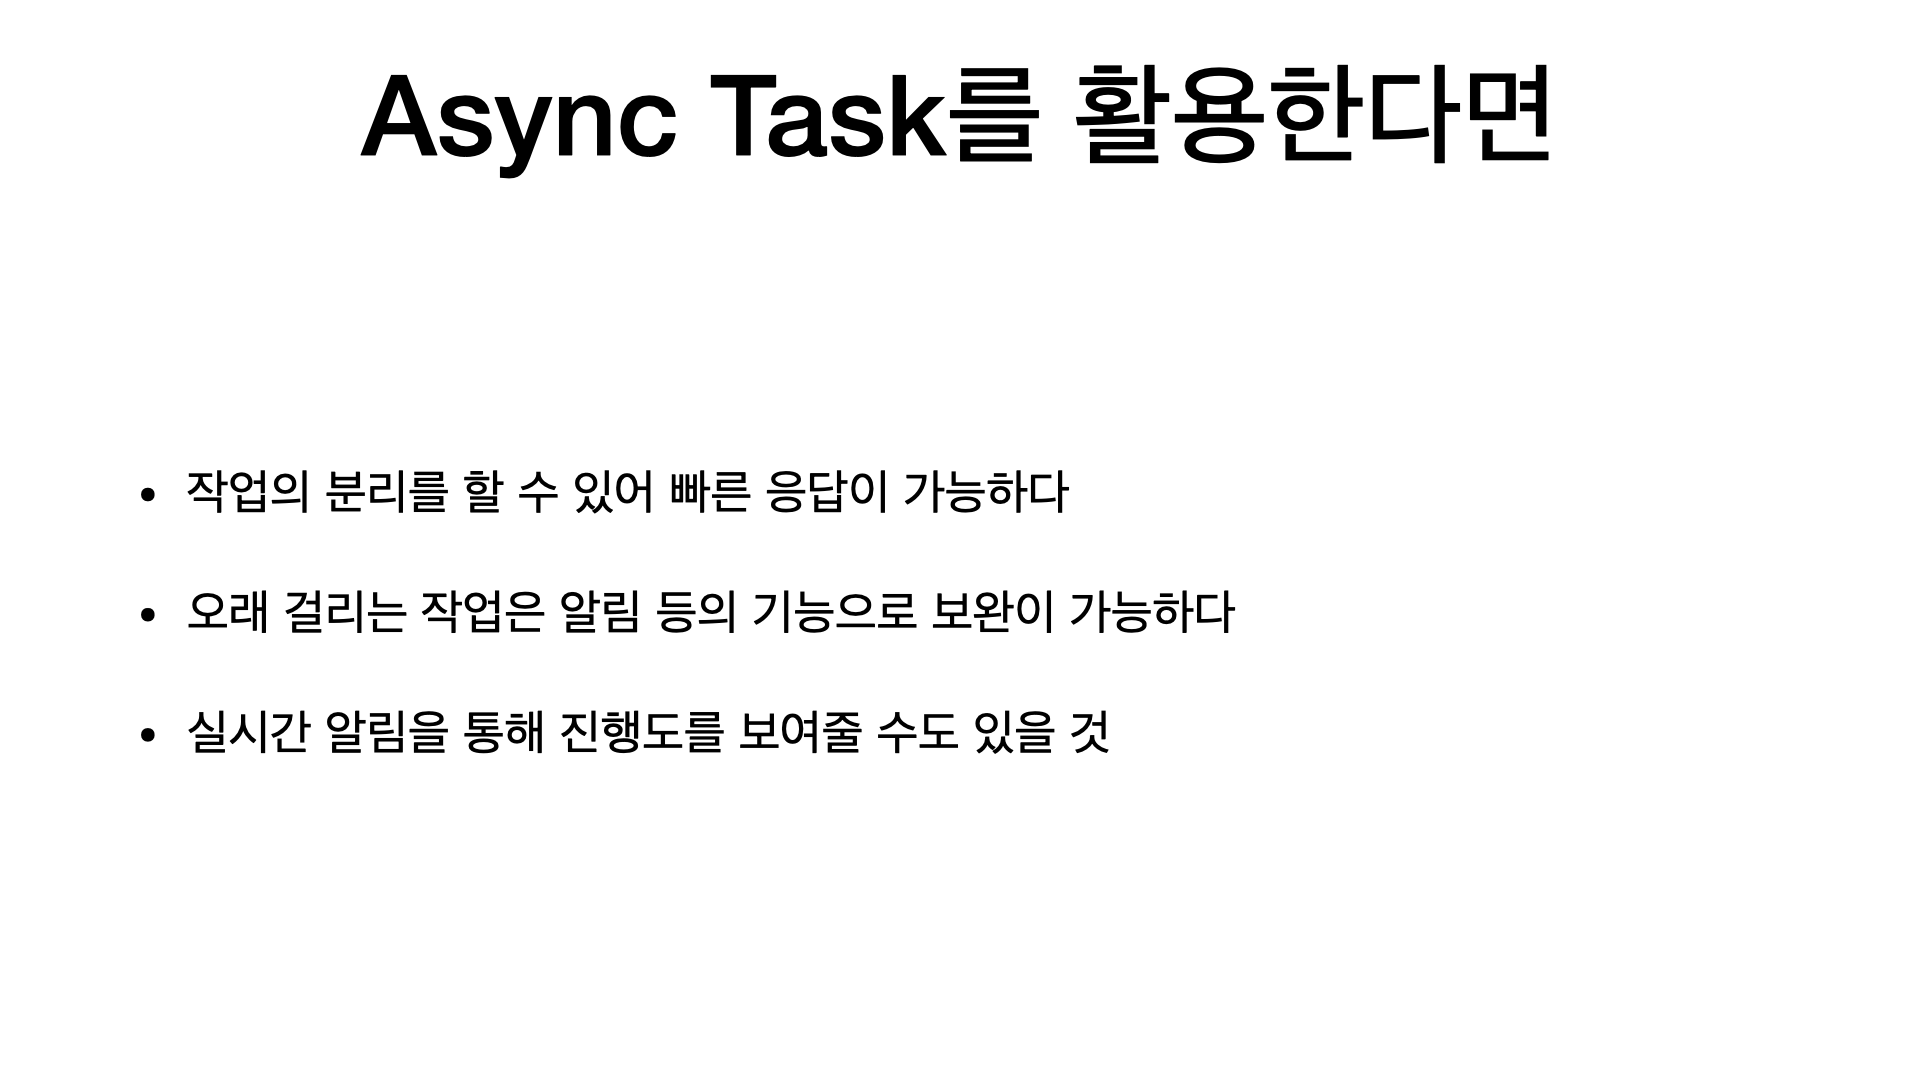 Async Task를 활용한다면
• 작업의 분리를 할 수 있어 빠른 응답이 가능하다
• 오래 걸리는 작업은 알림 등의 기능으로 보완이 가능하다
• 실시간 알림을 통해 진행도를 보여줄 수도 있을 것